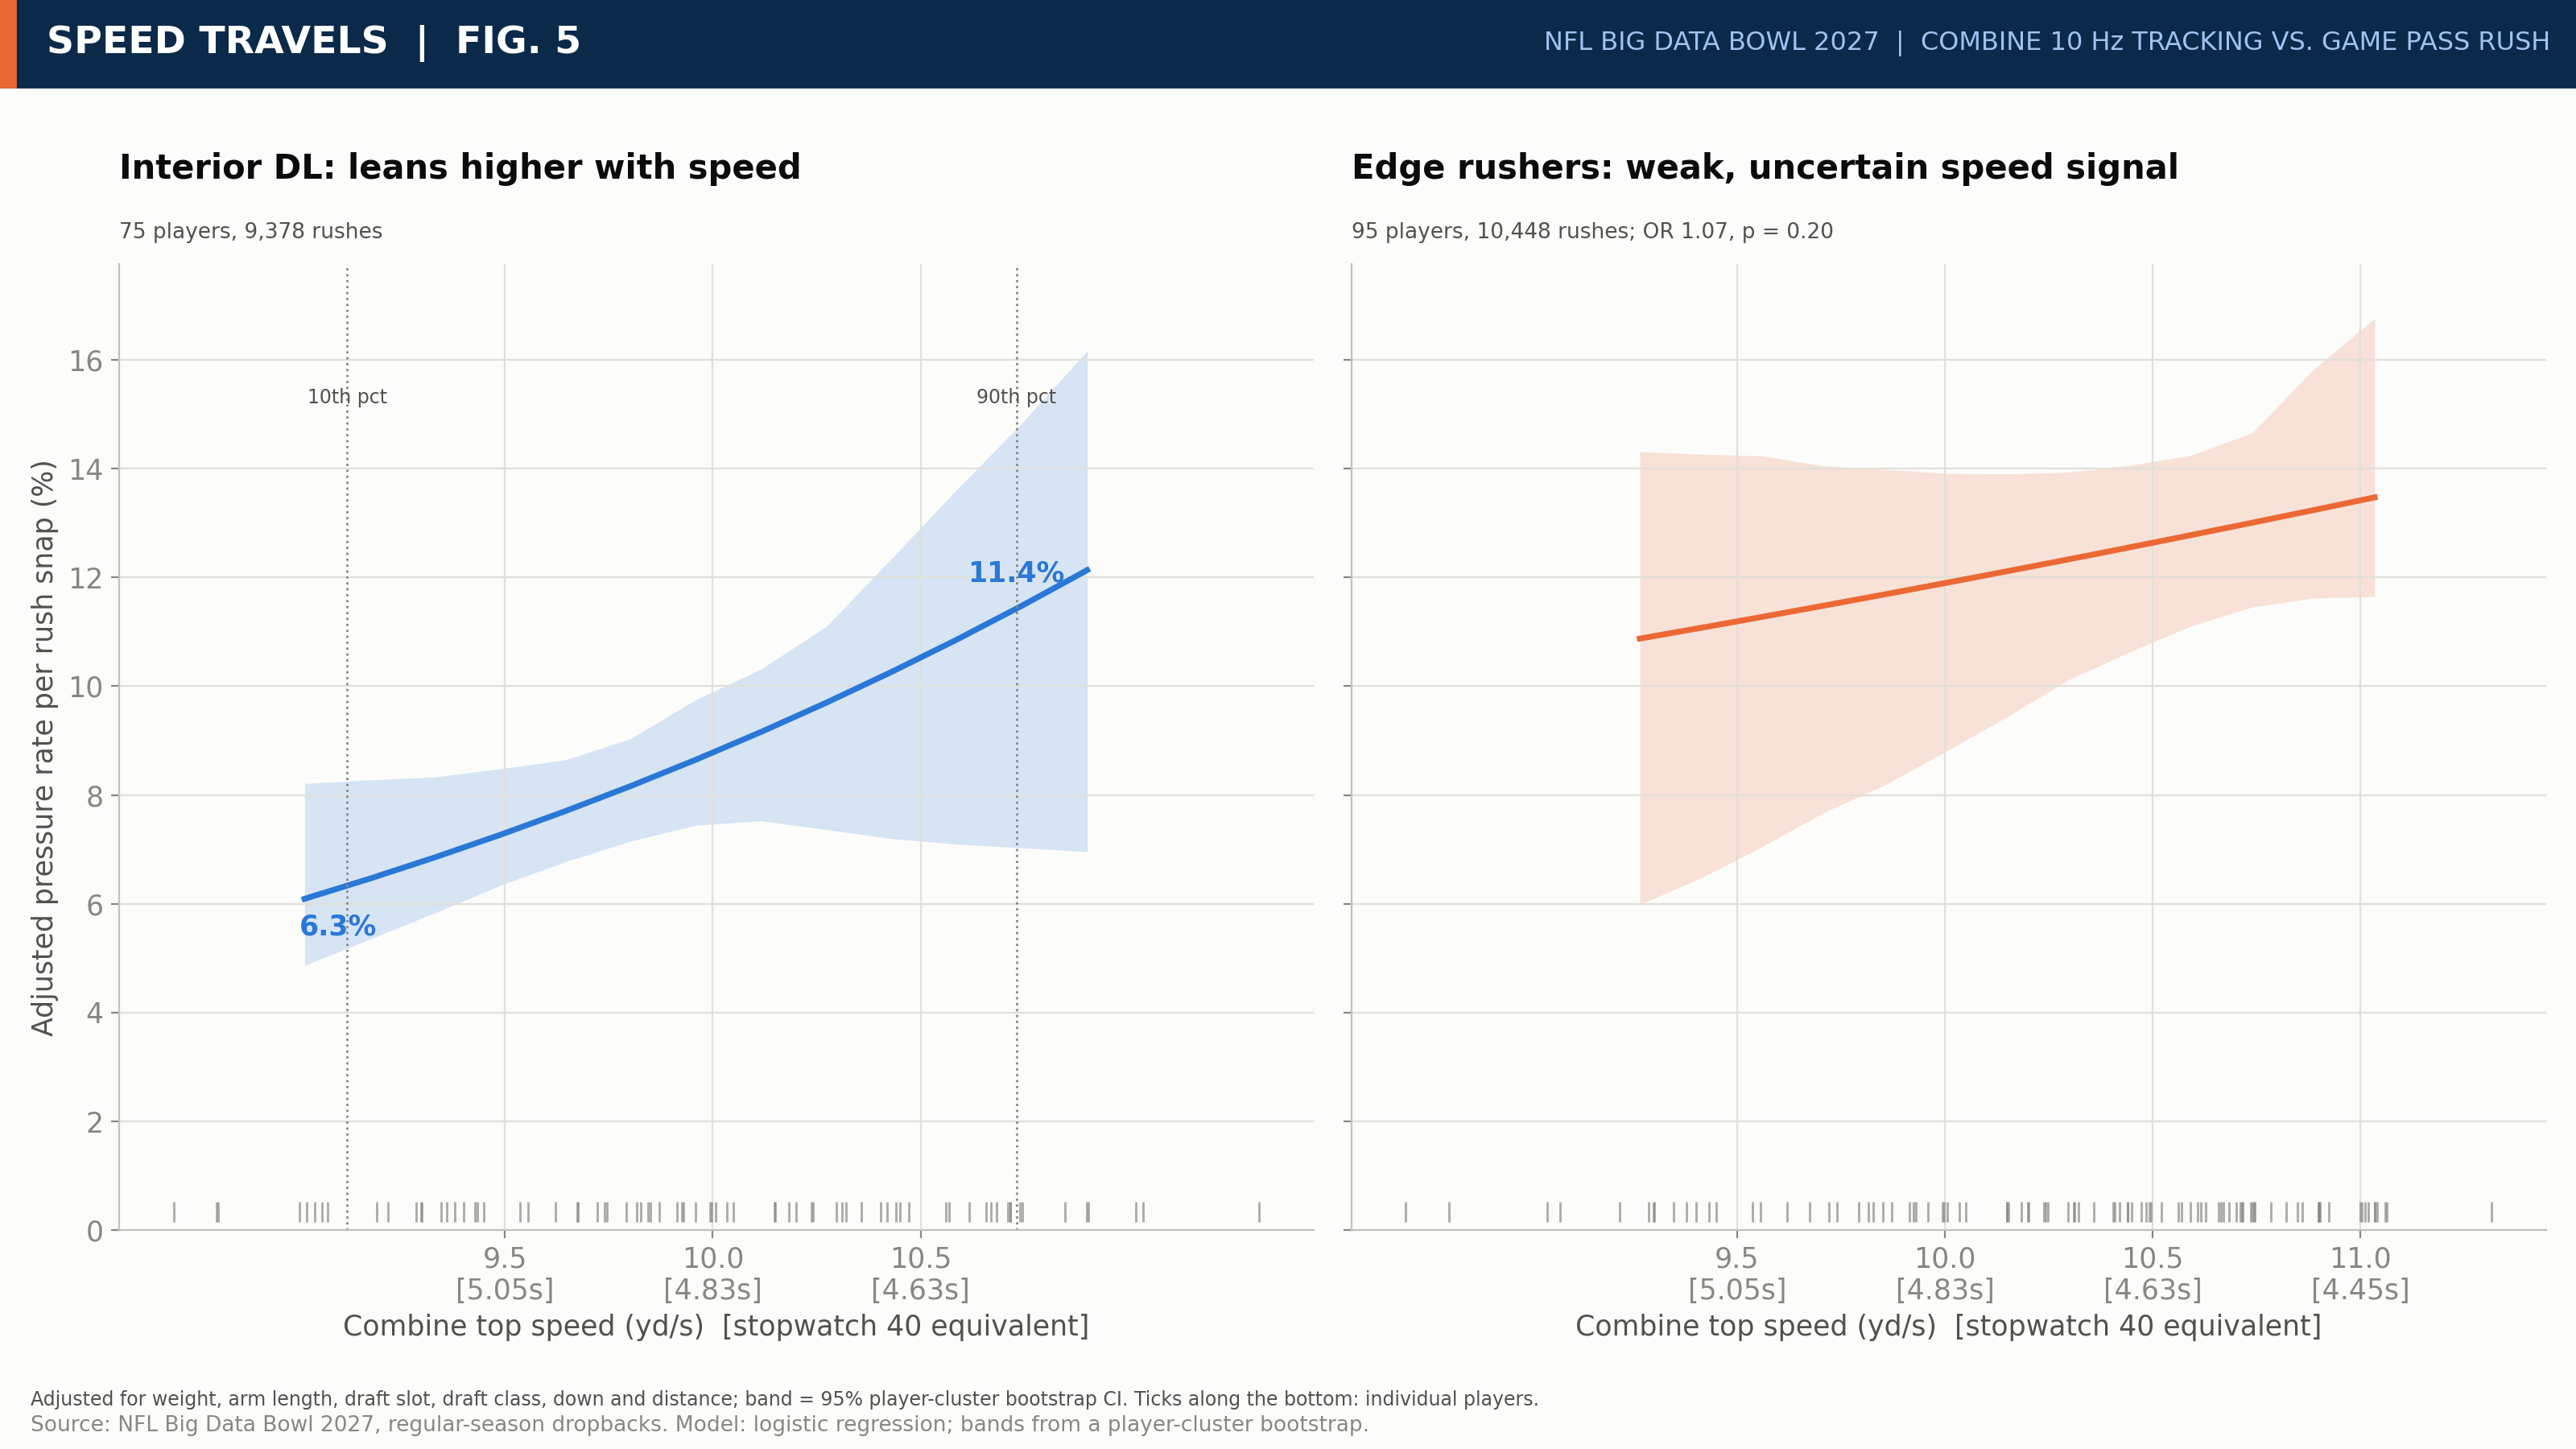 SPEED TRAVELS | FIG. 5
NFL BIG DATA BOWL 2027 | COMBINE 10 Hz TRACKING VS. GAME PASS RUSH
Interior DL: leans higher with speed
75 players, 9,378 rushes
Adjusted pressure rate per rush snap (%)
16
14
12
10
8
6
4
2
0
10th pct
90th pct
11.4%
6.3%
9.5
[5.05s]
10.0
[4.83s]
10.5
[4.63s]
Combine top speed (yd/s) [stopwatch 40 equivalent]
Edge rushers: weak, uncertain speed signal
95 players, 10,448 rushes; OR 1.07, p = 0.20
9.5
[5.05s]
10.0
[4.83s]
10.5
[4.63s]
11.0
[4.45s]
Combine top speed (yd/s) [stopwatch 40 equivalent]
Adjusted for weight, arm length, draft slot, draft class, down and distance; band = 95% player-cluster bootstrap CI. Ticks along the bottom: individual players.
Source: NFL Big Data Bowl 2027, regular-season dropbacks. Model: logistic regression; bands from a player-cluster bootstrap.